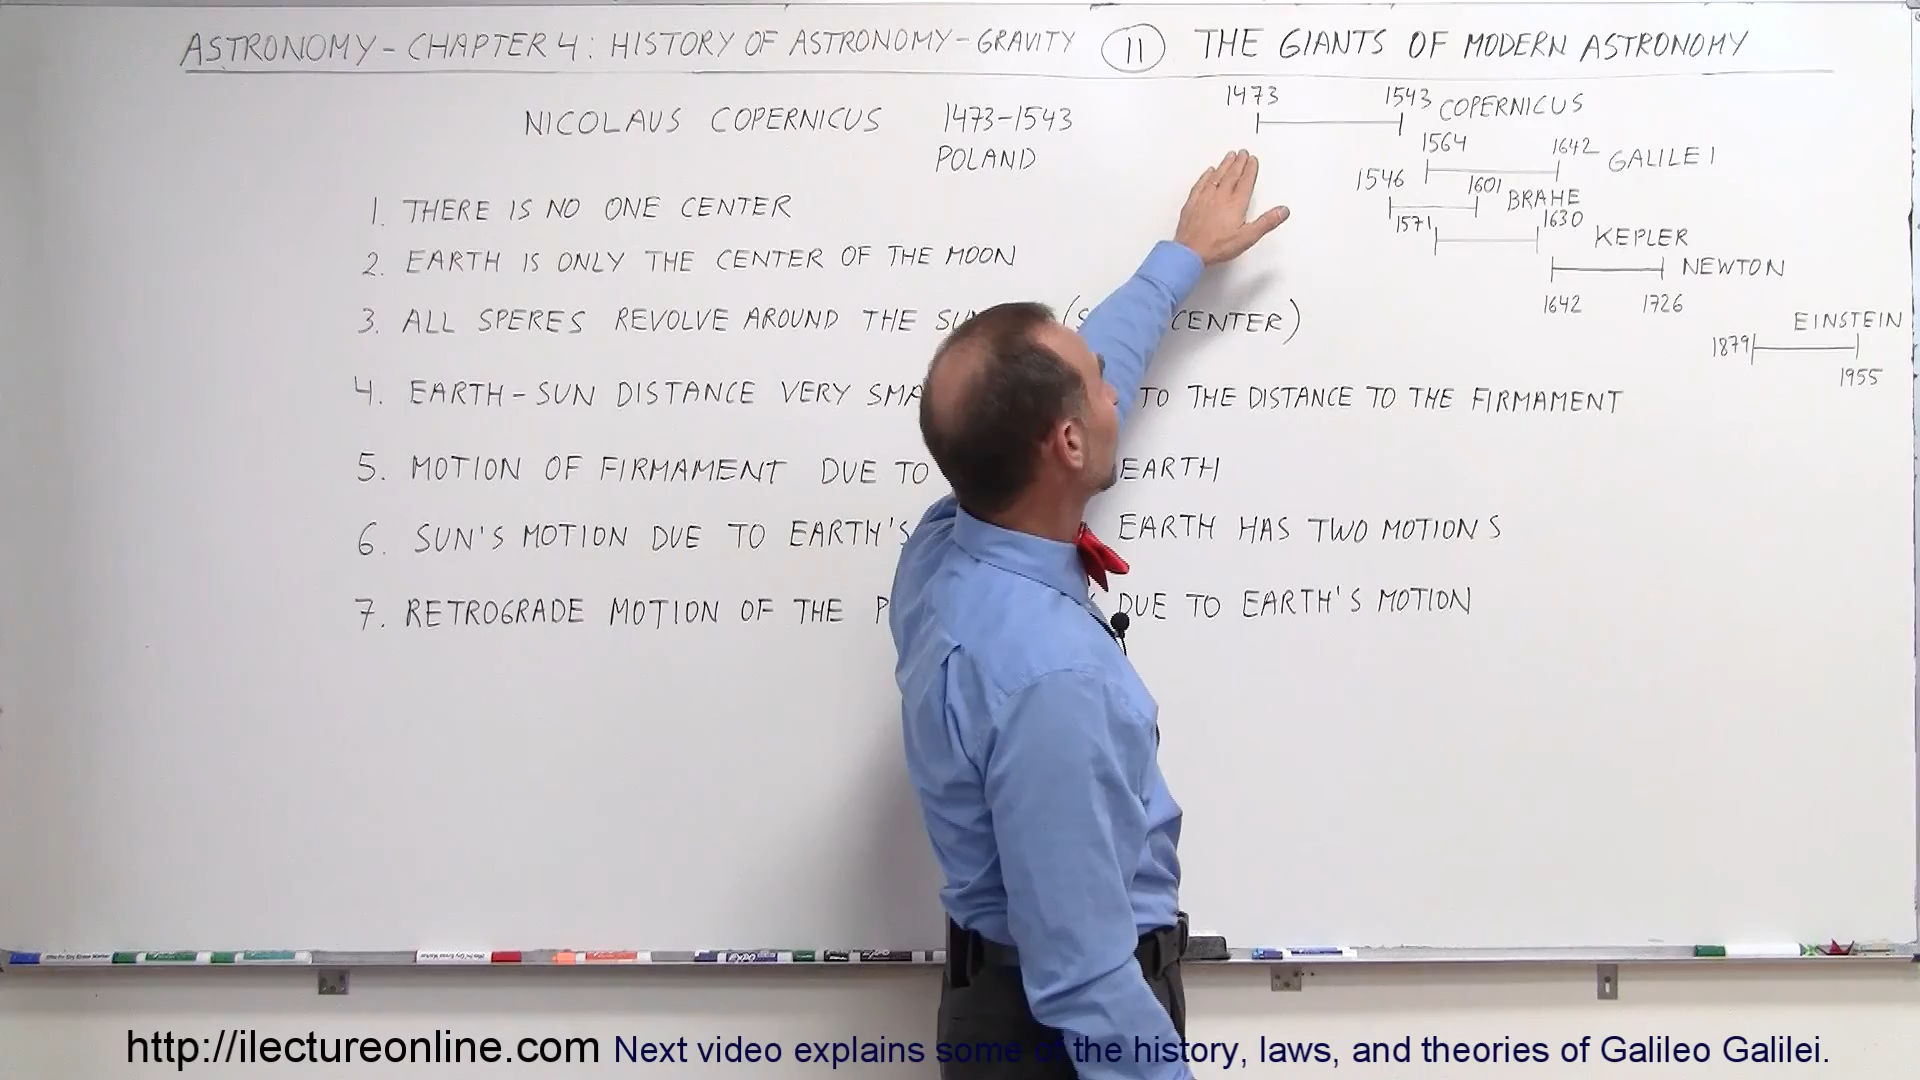 ASTRONOMY - CHAPTER 4 : HISTORY OF ASTRONOMY - GRAVITY 11 THE GIANTS OF MODERN ASTRONOMY
NICOLAUS COPERNICUS 1473-1543
POLAND
1473 1543 COPERNICUS
1564 1642 GALILEI
1546 1601 BRAHE
1571 1630 KEPLER
NEWTON
1642 1726
EINSTEIN
1879
1955
1. THERE IS NO ONE CENTER
2. EARTH IS ONLY THE CENTER OF THE MOON
3. ALL SPERES REVOLVE AROUND THE CENTER)
4. EARTH - SUN DISTANCE VERY TO THE DISTANCE TO THE FIRMAMENT
5. MOTION OF FIRMAMENT DUE TO EARTH
6. SUN'S MOTION DUE TO EARTH'S EARTH HAS TWO MOTIONS
7. RETROGRADE MOTION OF THE DUE TO EARTH'S MOTION
http://ilectureonline.com Next video explains some of the history, laws, and theories of Galileo Galilei.